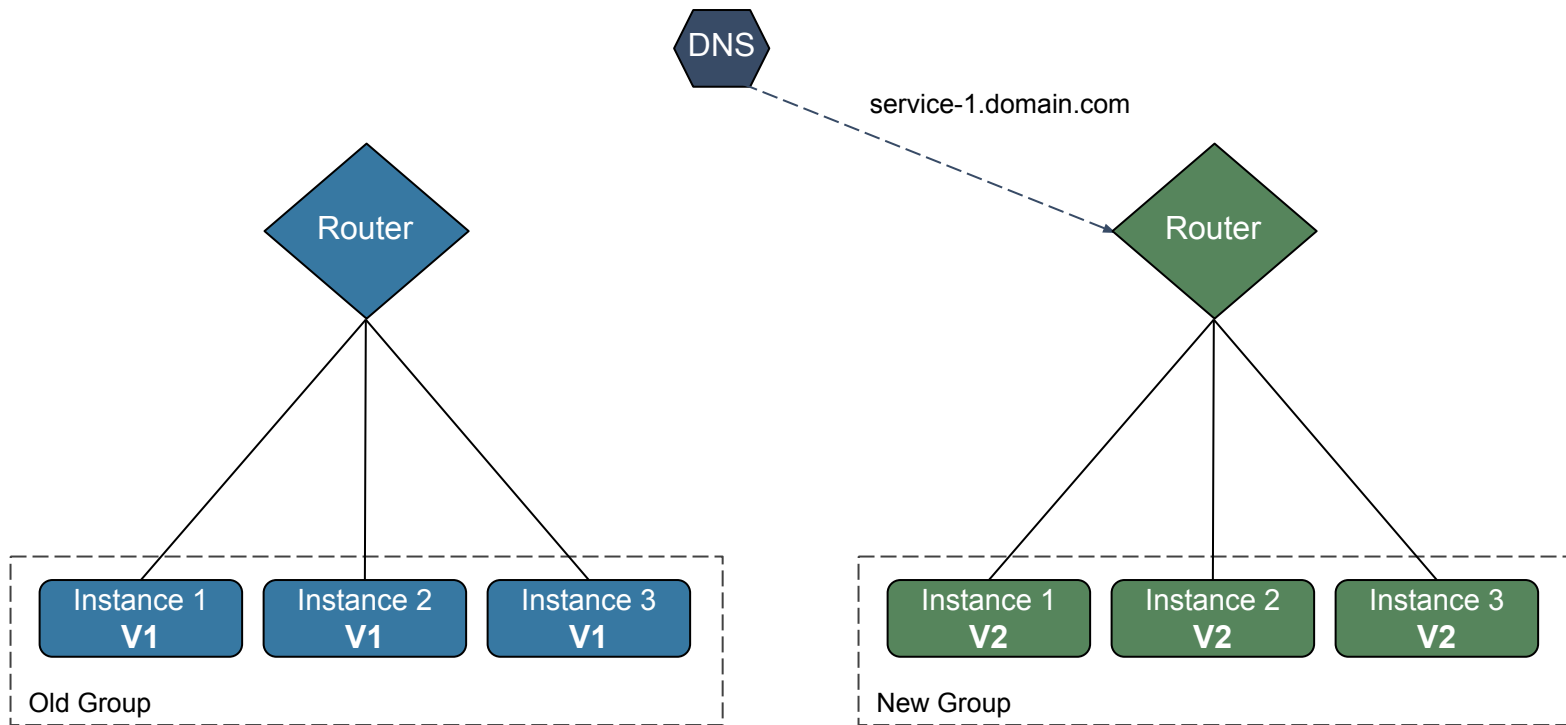 DNS
service-1.domain.com
Router
Router
Instance 1
V1
Instance 2
V1
Instance 3
V1
Old Group
Instance 1
V2
Instance 2
V2
Instance 3
V2
New Group